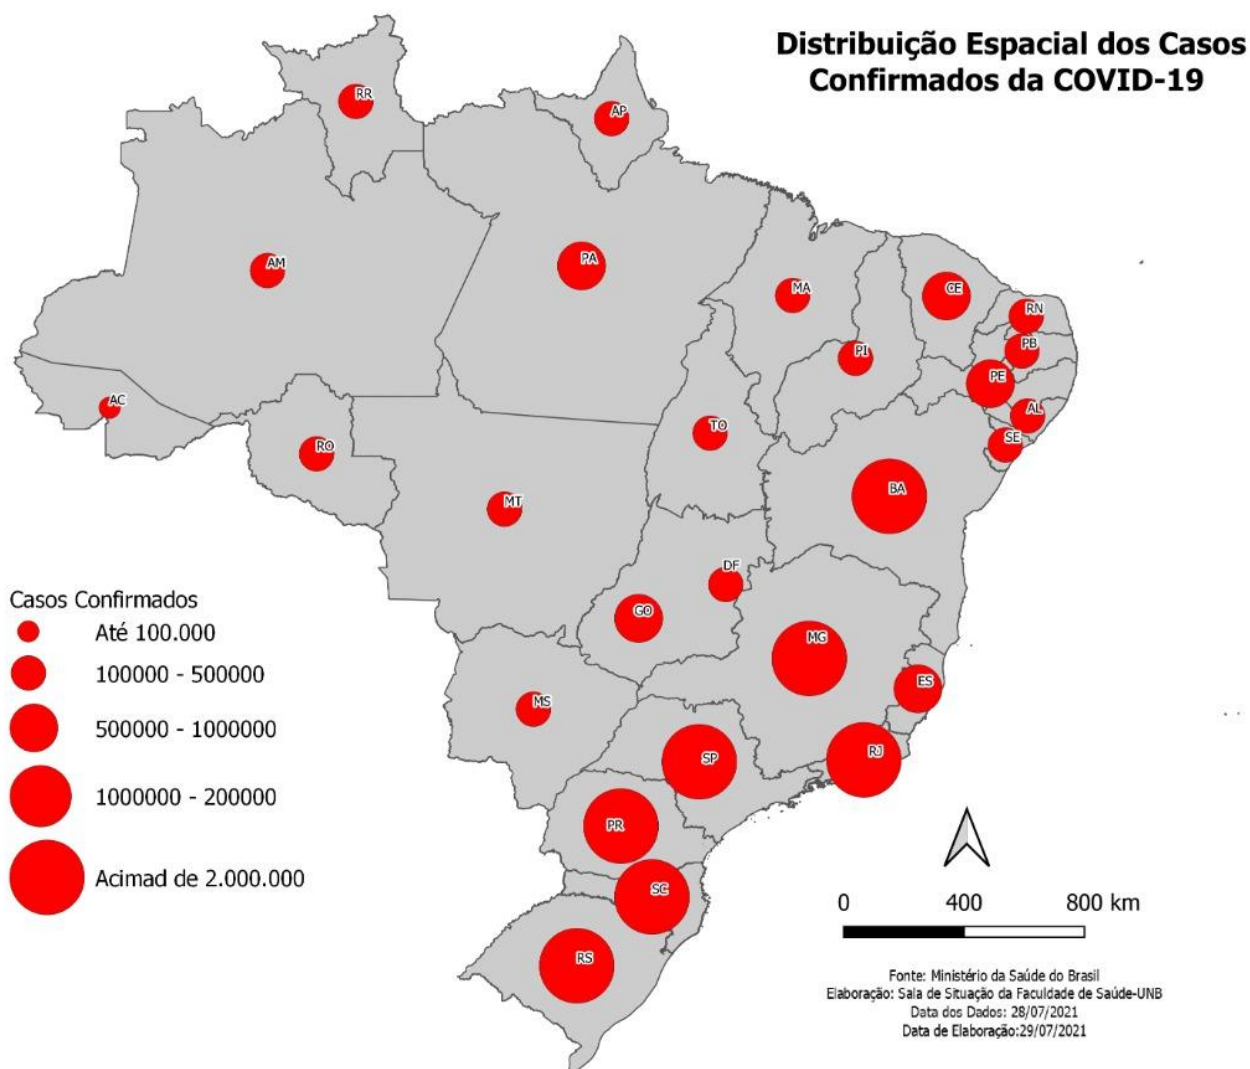 Distribuição Espacial dos Casos
Confirmados da COVID-19
RR
AP
AM
PA
MA
CE
RN
PB
PI
PE
AC
AL
TO
SE
RO
BA
MT
DF
GO
MG
ES
MS
RJ
SP
PR
SC
RS
Casos Confirmados
Até 100.000
100000 - 500000
500000 - 1000000
1000000 - 200000
Acimad de 2.000.000
0 400 800 km
Fonte: Ministério da Saúde do Brasil
Elaboração: Sala de Situação da Faculdade de Saúde-UNB
Data dos Dados: 28/07/2021
Data de Elaboração:29/07/2021